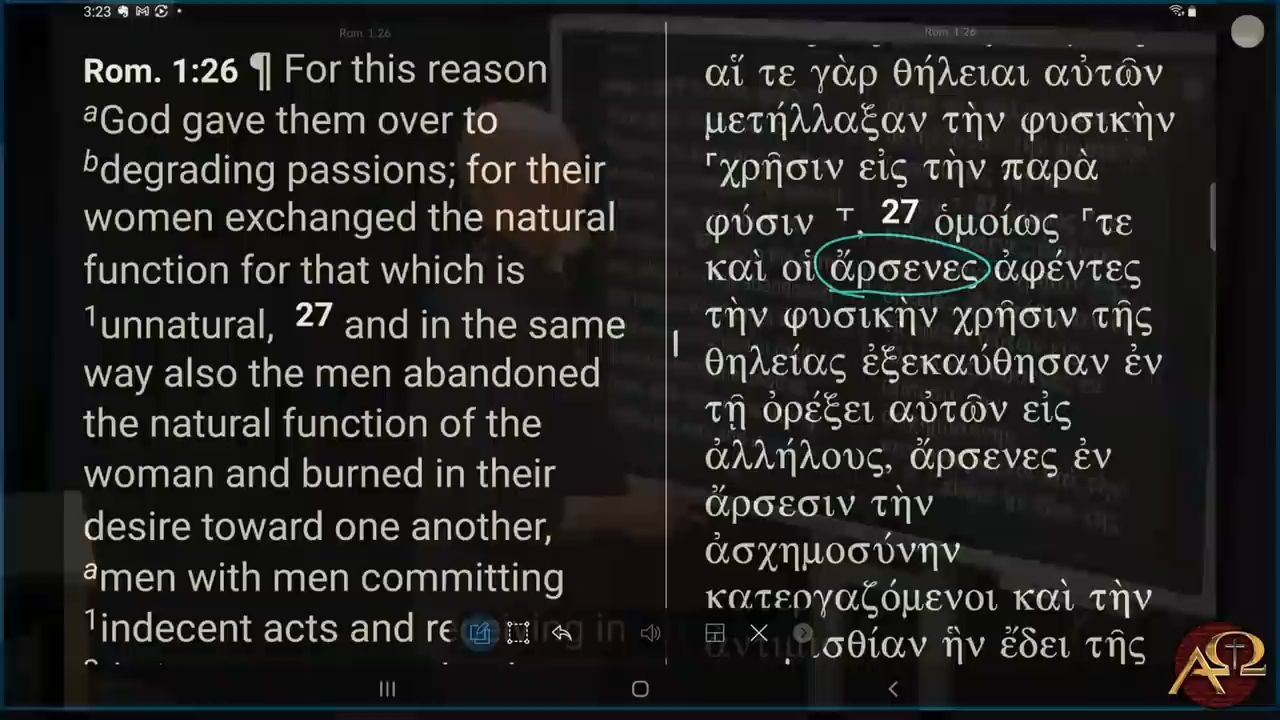 3:23
Rom. 1.26
Rom. 1:26 ¶ For this reason
aGod gave them over to
bdegrading passions; for their
women exchanged the natural
function for that which is
1unnatural, 27 and in the same
way also the men abandoned
the natural function of the
woman and burned in their
desire toward one another,
amen with men committing
1indecent acts and re
Rom. 1.26
αἵ τε γὰρ θήλειαι αὐτῶν
μετήλλαξαν τὴν φυσικὴν
⸀χρῆσιν εἰς τὴν παρὰ
φύσιν ⸆, 27 ὁμοίως ⸀τε
καὶ οἱ ἄρσενες ἀφέντες
τὴν φυσικὴν χρῆσιν τῆς
θηλείας ἐξεκαύθησαν ἐν
τῇ ὀρέξει αὐτῶν εἰς
ἀλλήλους, ἄρσενες ἐν
ἄρσεσιν τὴν
ἀσχημοσύνην
κατεργαζόμενοι καὶ τὴν
ἀντιμισθίαν ἣν ἔδει τῆς
ΑΩ